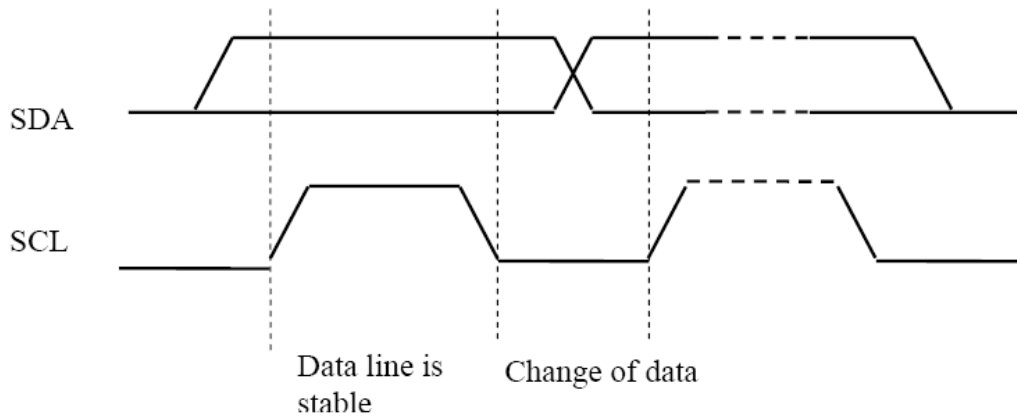 SDA
SCL
Data line is
stable
Change of data